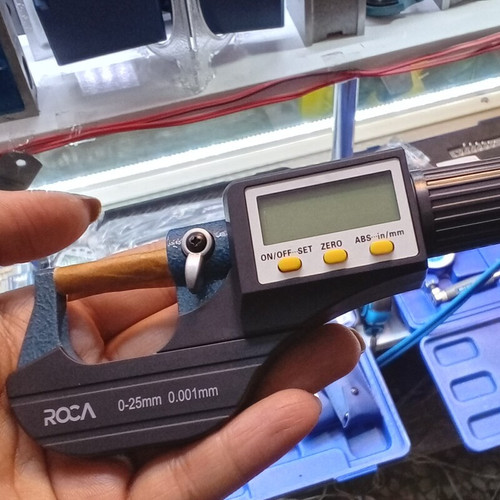 ON/OFF SET ZERO ABS in/mm
ROCA 0-25mm 0.001mm